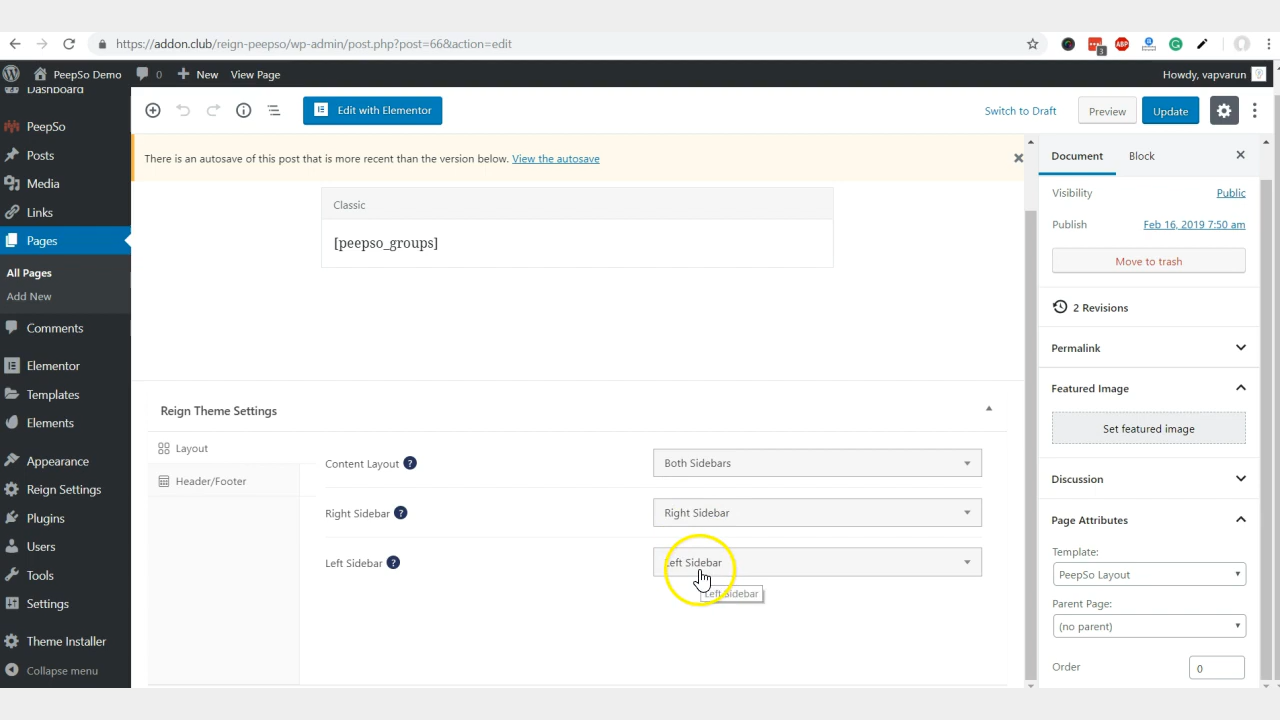 https://addon.club/reign-peepso/wp-admin/post.php?post=66&action=edit
3
ABP
PeepSo Demo
0
New
View Page
Howdy, vapvarun
Dashboard
PeepSo
Posts
Media
Links
Pages
All Pages
Add New
Comments
Elementor
Templates
Elements
Appearance
Reign Settings
Plugins
Users
Tools
Settings
Theme Installer
Collapse menu
Edit with Elementor
Switch to Draft
Preview
Update
There is an autosave of this post that is more recent than the version below. View the autosave
Classic
[peepso_groups]
Reign Theme Settings
Layout
Header/Footer
Content Layout ?
Both Sidebars
Right Sidebar ?
Right Sidebar
Left Sidebar ?
Left Sidebar
Left Sidebar
Document
Block
Visibility
Public
Publish
Feb 16, 2019 7:50 am
Move to trash
2 Revisions
Permalink
Featured Image
Set featured image
Discussion
Page Attributes
Template:
PeepSo Layout
Parent Page:
(no parent)
Order
0